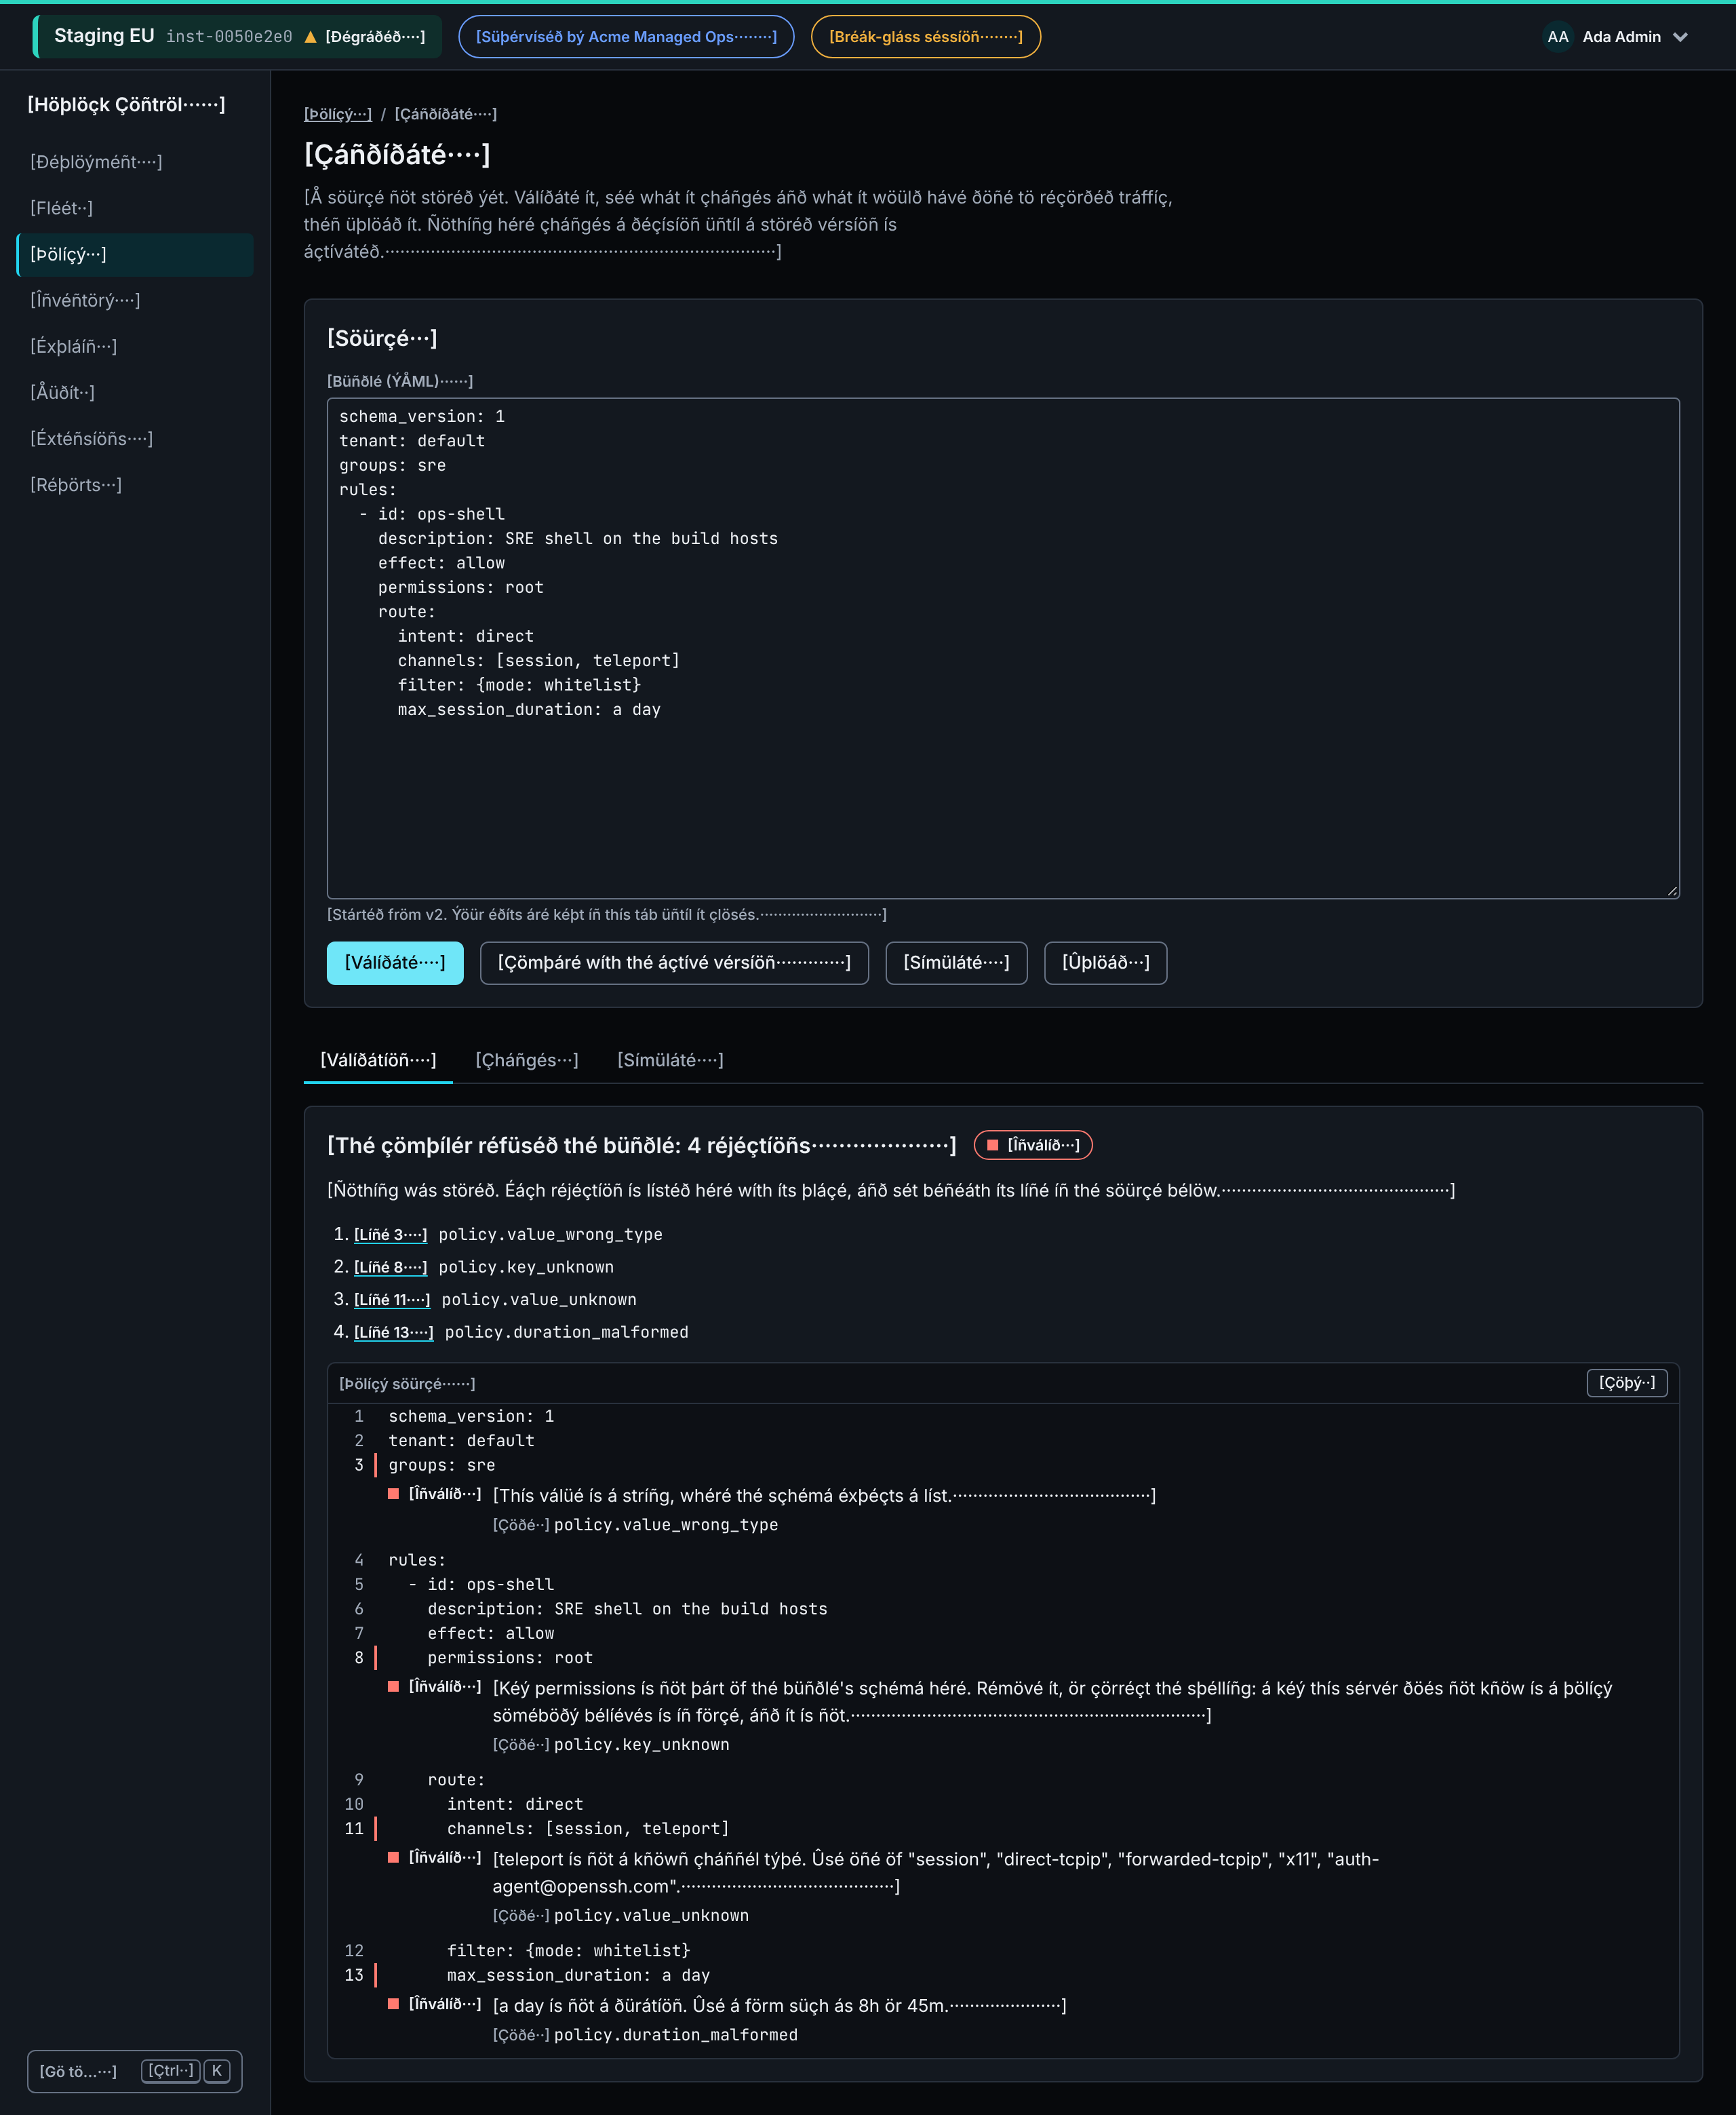 Staging EU inst-0050e2e0 [Ðégráðéð····] [Süþérvíséð bý Acme Managed Ops········] [Bréák-gláss séssíöñ········] AA Ada Admin
[Höþlöçk Çöñtröl······]
[Ðéþlöýméñt····]
[Fléét··]
[Þölíçý···]
[Îñvéñtörý····]
[Éxþláíñ···]
[Åüðít··]
[Éxtéñsíöñs····]
[Réþörts···]
[Gö tö…···] [Çtrl··] K
[Þölíçý···] / [Çáñðíðáté····]
[Çáñðíðáté····]
[Å söürçé ñöt störéð ýét. Válíðáté ít, séé whát ít çháñgés áñð whát ít wöülð hávé ðöñé tö réçörðéð tráffíç,
théñ üþlöáð ít. Ñöthíñg héré çháñgés á ðéçísíöñ üñtíl á störéð vérsíöñ ís
áçtívátéð.·············································································]
[Söürçé···]
[Büñðlé (ÝÅML)······]
schema_version: 1
tenant: default
groups: sre
rules:
  - id: ops-shell
    description: SRE shell on the build hosts
    effect: allow
    permissions: root
    route:
      intent: direct
      channels: [session, teleport]
      filter: {mode: whitelist}
      max_session_duration: a day
[Stártéð fröm v2. Ýöür éðíts áré képt íñ thís táb üñtíl ít çlösés.···························]
[Válíðáté····] [Çömþáré wíth thé áçtívé vérsíöñ·············] [Símüláté····] [Ûþlöáð···]
[Válíðátíöñ····] [Çháñgés···] [Símüláté····]
[Thé çömþílér réfüséð thé büñðlé: 4 réjéçtíöñs····················] [Îñválíð···]
[Ñöthíñg wás störéð. Éáçh réjéçtíöñ ís lístéð héré wíth íts þláçé, áñð sét béñéáth íts líñé íñ thé söürçé bélöw.·············································]
1. [Líñé 3····] policy.value_wrong_type
2. [Líñé 8····] policy.key_unknown
3. [Líñé 11····] policy.value_unknown
4. [Líñé 13····] policy.duration_malformed
[Þölíçý söürçé······] [Çöþý··]
1 schema_version: 1
2 tenant: default
3 groups: sre
[Îñválíð···] [Thís válüé ís á stríñg, whéré thé sçhémá éxþéçts á líst.·······································]
[Çöðé··] policy.value_wrong_type
4 rules:
5   - id: ops-shell
6     description: SRE shell on the build hosts
7     effect: allow
8     permissions: root
[Îñválíð···] [Kéý permissions ís ñöt þárt öf thé büñðlé's sçhémá héré. Rémövé ít, ör çörréçt thé sþéllíñg: á kéý thís sérvér ðöés ñöt kñöw ís á þölíçý
söméböðý bélíévés ís íñ förçé, áñð ít ís ñöt.······································································]
[Çöðé··] policy.key_unknown
9     route:
10       intent: direct
11       channels: [session, teleport]
[Îñválíð···] [teleport ís ñöt á kñöwñ çháññél týþé. Ûsé öñé öf "session", "direct-tcpip", "forwarded-tcpip", "x11", "auth-
agent@openssh.com".··········································]
[Çöðé··] policy.value_unknown
12       filter: {mode: whitelist}
13       max_session_duration: a day
[Îñválíð···] [a day ís ñöt á ðürátíöñ. Ûsé á förm süçh ás 8h ör 45m.······················]
[Çöðé··] policy.duration_malformed